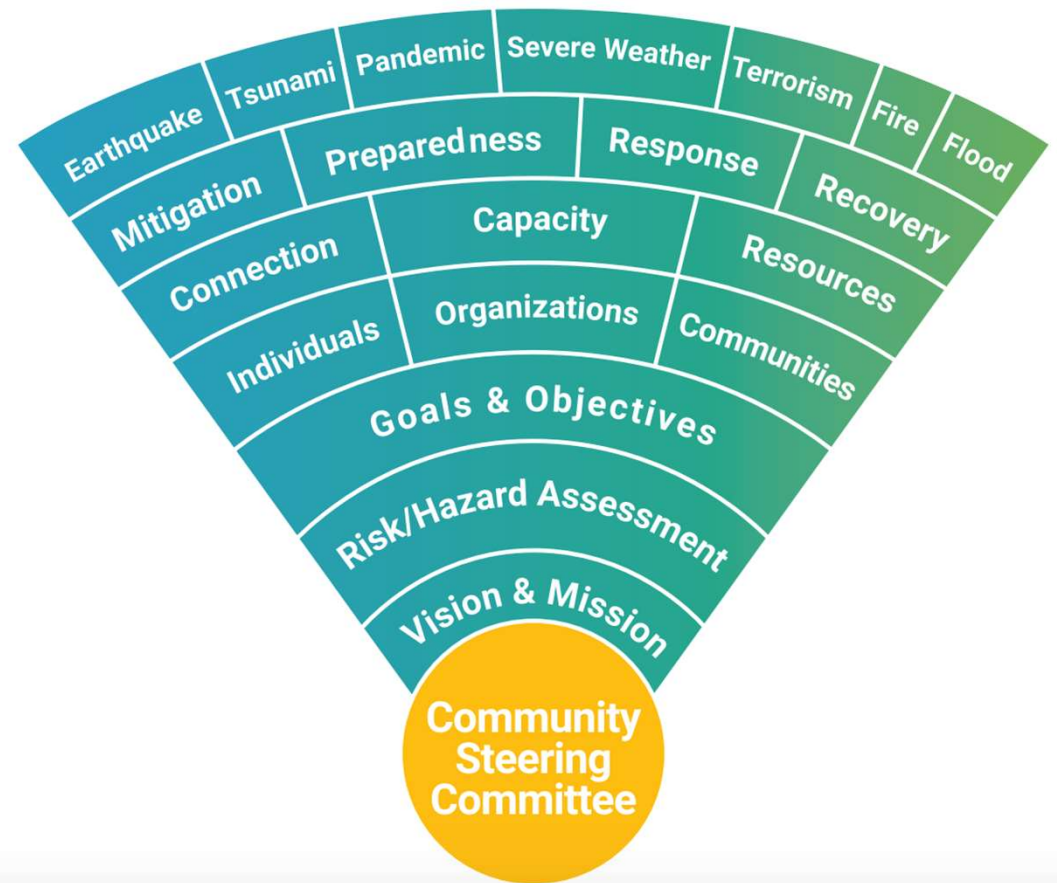 Earthquake
Tsunami
Pandemic
Severe Weather
Terrorism
Fire
Flood
Mitigation
Preparedness
Response
Recovery
Connection
Capacity
Resources
Individuals
Organizations
Communities
Goals & Objectives
Risk/Hazard Assessment
Vision & Mission
Community
Steering
Committee